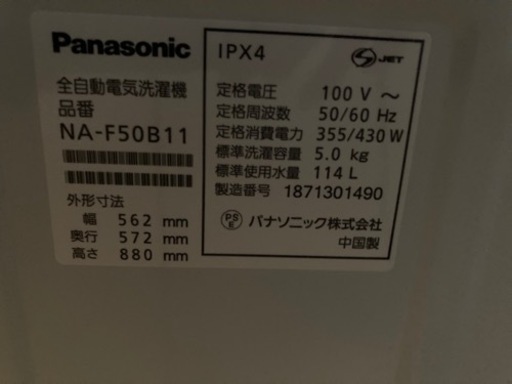 Panasonic
全自動電気洗濯機
品番
NA-F50B11
外形寸法
幅 562 mm
奥行 572 mm
高さ 880 mm
IPX4
S JET
定格電圧 100 V ～
定格周波数 50/60 Hz
定格消費電力 355/430 W
標準洗濯容量 5.0 kg
標準使用水量 114 L
製造番号 1871301490
PS E パナソニック株式会社
中国製